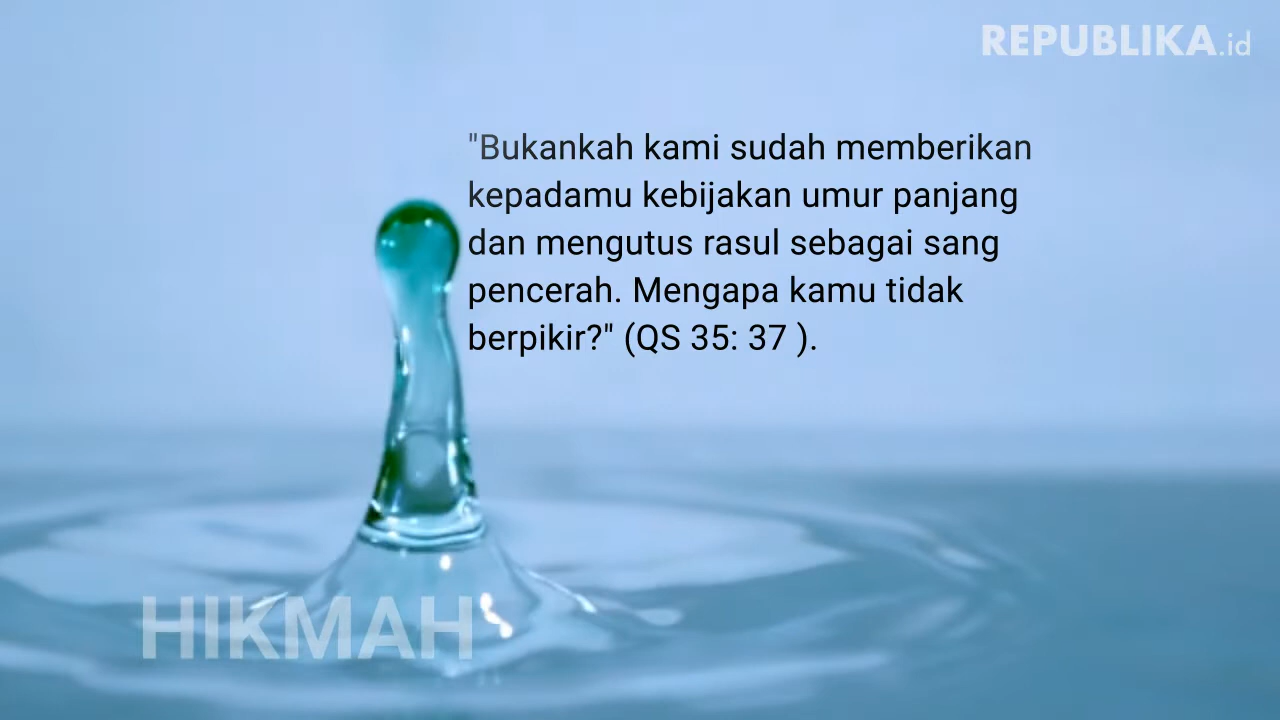 REPUBLIKA.id
"Bukankah kami sudah memberikan
kepadamu kebijakan umur panjang
dan mengutus rasul sebagai sang
pencerah. Mengapa kamu tidak
berpikir?" (QS 35: 37 ).
HIKMAH